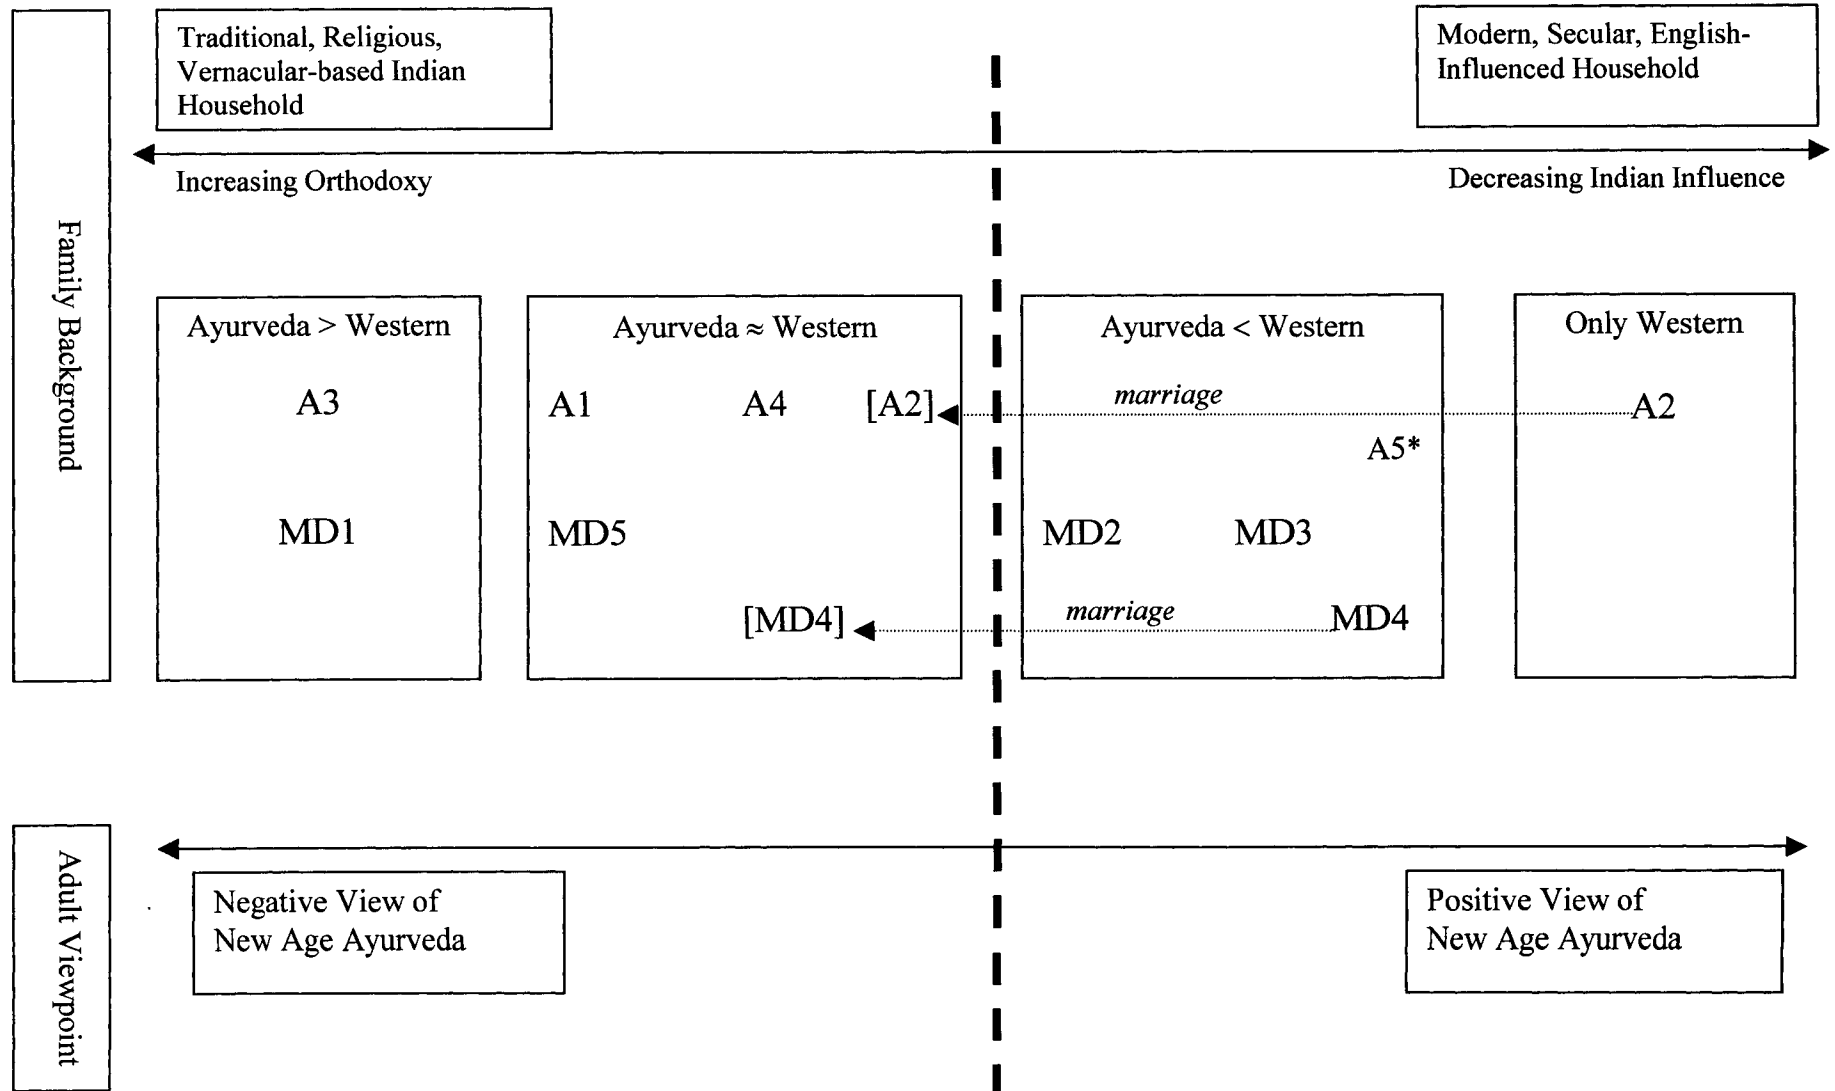 Traditional, Religious,
Vernacular-based Indian
Household
Modern, Secular, English-
Influenced Household
Increasing Orthodoxy
Decreasing Indian Influence
Family Background
Ayurveda > Western
A3
MD1
Ayurveda ≈ Western
A1 A4 [A2]
MD5
[MD4]
Ayurveda < Western
marriage
A5*
MD2 MD3
marriage MD4
Only Western
A2
Adult Viewpoint
Negative View of
New Age Ayurveda
Positive View of
New Age Ayurveda